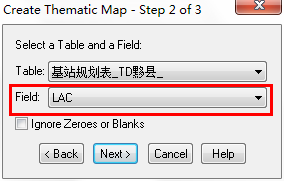 Create Thematic Map - Step 2 of 3
Select a Table and a Field:
Table: 基站规划表_TD黟县_
Field: LAC
Ignore Zeroes or Blanks
< Back Next > Cancel Help